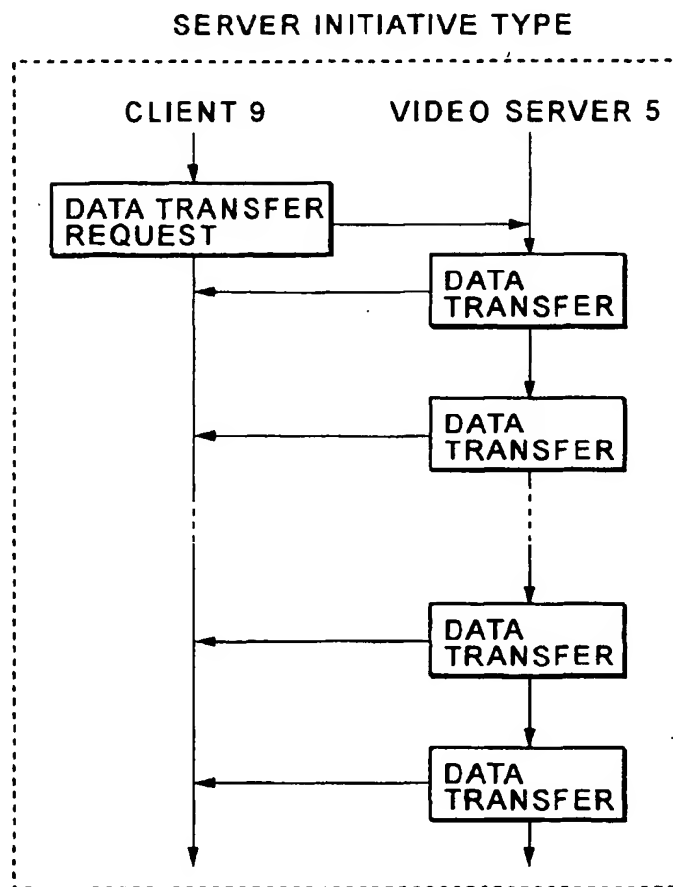 SERVER INITIATIVE TYPE
CLIENT 9
VIDEO SERVER 5
DATA TRANSFER
REQUEST
DATA
TRANSFER
DATA
TRANSFER
DATA
TRANSFER
DATA
TRANSFER